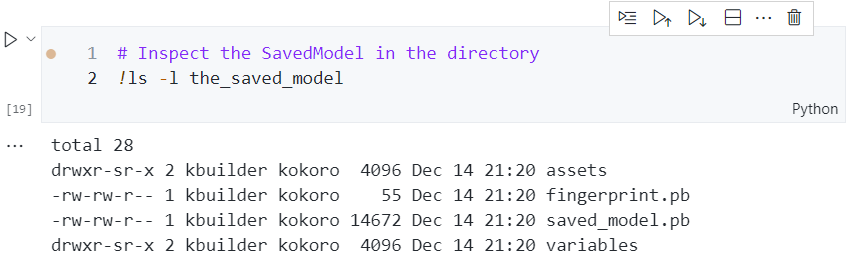 1 # Inspect the SavedModel in the directory
2 !ls -l the_saved_model
[19]
Python
total 28
drwxr-sr-x 2 kbuilder kokoro  4096 Dec 14 21:20 assets
-rw-rw-r-- 1 kbuilder kokoro    55 Dec 14 21:20 fingerprint.pb
-rw-rw-r-- 1 kbuilder kokoro 14672 Dec 14 21:20 saved_model.pb
drwxr-sr-x 2 kbuilder kokoro  4096 Dec 14 21:20 variables